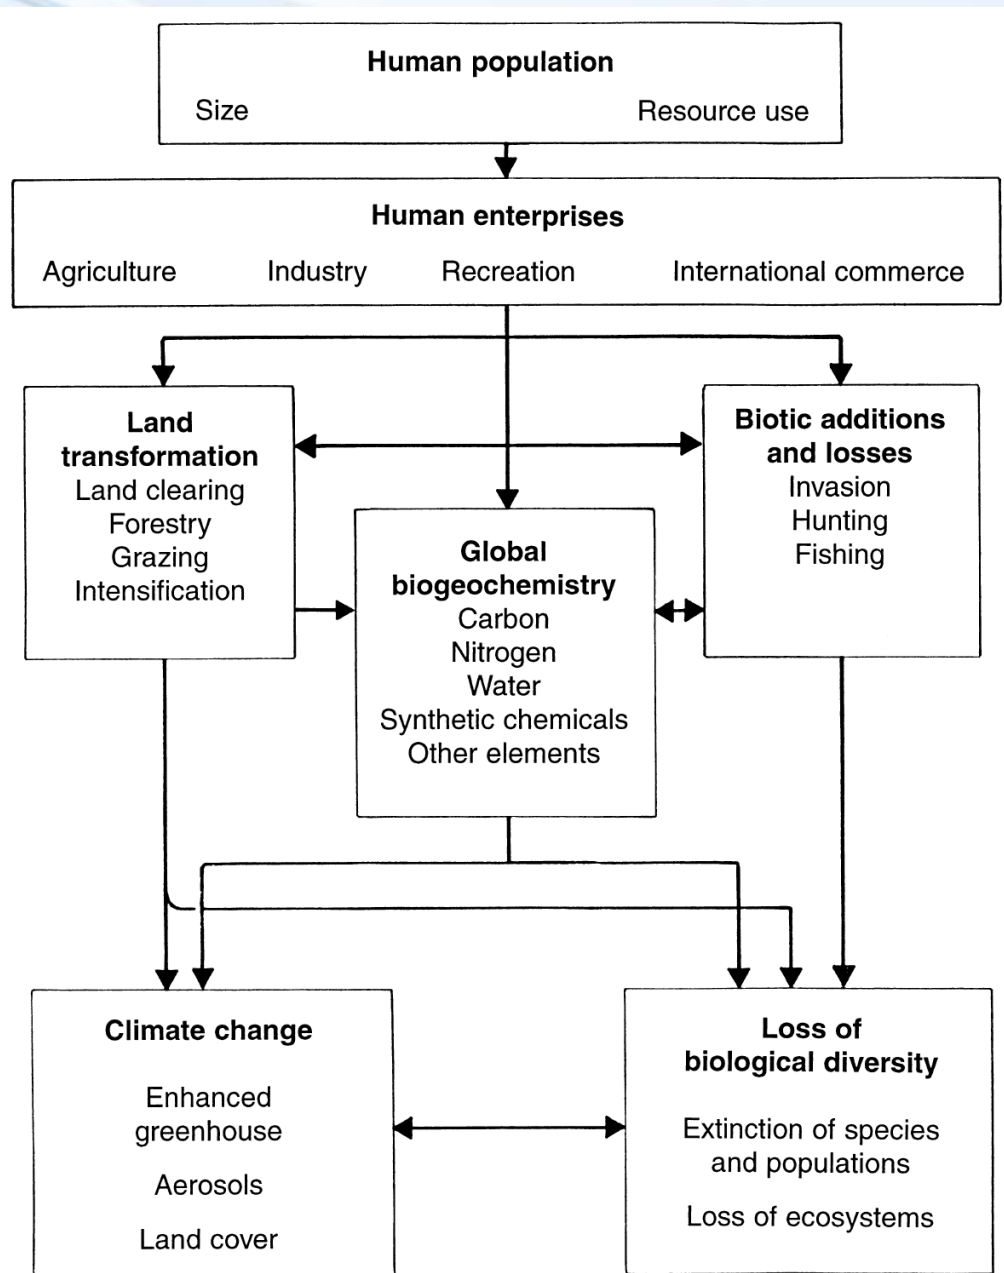 Human population
Size Resource use
Human enterprises
Agriculture Industry Recreation International commerce
Land
transformation
Land clearing
Forestry
Grazing
Intensification
Biotic additions
and losses
Invasion
Hunting
Fishing
Global
biogeochemistry
Carbon
Nitrogen
Water
Synthetic chemicals
Other elements
Climate change
Enhanced
greenhouse
Aerosols
Land cover
Loss of
biological diversity
Extinction of species
and populations
Loss of ecosystems